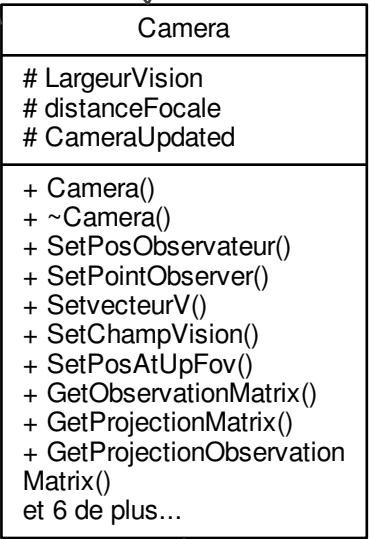 Camera
# LargeurVision
# distanceFocale
# CameraUpdated
+ Camera()
+ ~Camera()
+ SetPosObservateur()
+ SetPointObserver()
+ SetvecteurV()
+ SetChampVision()
+ SetPosAtUpFov()
+ GetObservationMatrix()
+ GetProjectionMatrix()
+ GetProjectionObservation
Matrix()
et 6 de plus...